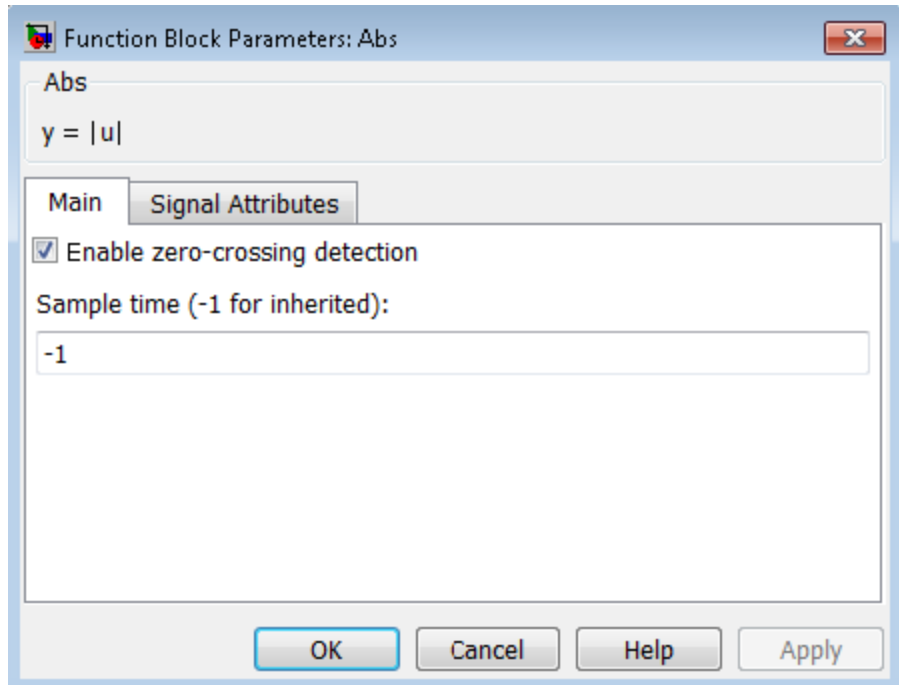 Function Block Parameters: Abs
Abs
y = |u|
Main Signal Attributes
Enable zero-crossing detection
Sample time (-1 for inherited):
-1
OK Cancel Help Apply